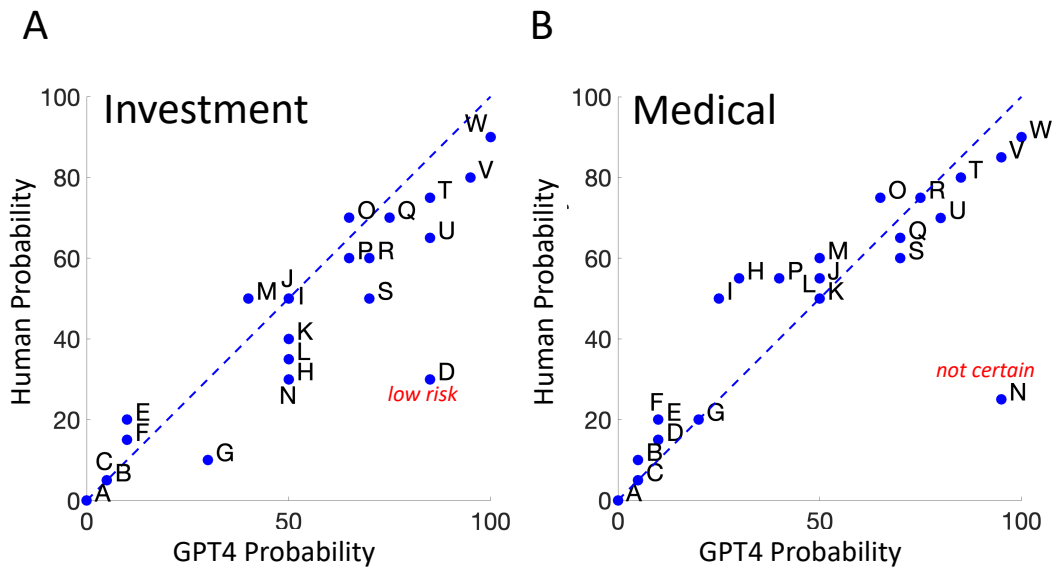 A
Investment
Human Probability
100
80
60
40
20
0
W
V
T
O
Q
U
P
R
J
M
I
S
K
L
H
D
N
low risk
E
F
G
C
B
A
0
50
100
GPT4 Probability
B
Medical
Human Probability
100
80
60
40
20
0
W
V
T
O
R
U
Q
M
S
H
P
J
I
L
K
not certain
N
F
E
G
D
B
C
A
0
50
100
GPT4 Probability